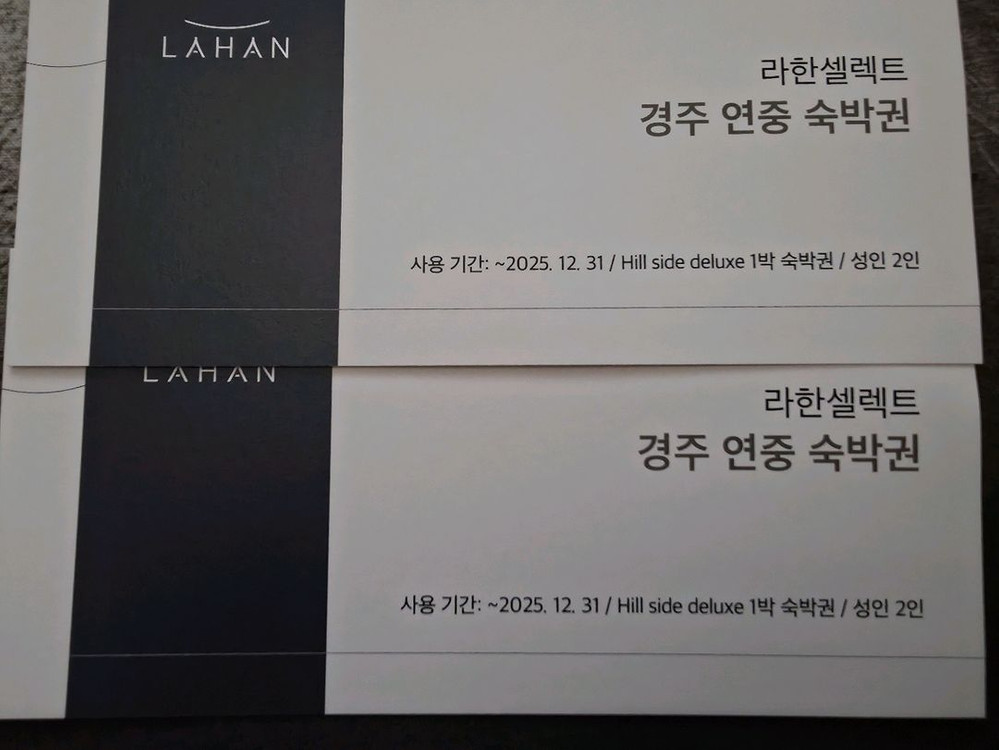 LAHAN
라한셀렉트
경주 연중 숙박권
사용 기간: ~2025. 12. 31 / Hill side deluxe 1박 숙박권 / 성인 2인
LAHAN
라한셀렉트
경주 연중 숙박권
사용 기간: ~2025. 12. 31 / Hill side deluxe 1박 숙박권 / 성인 2인